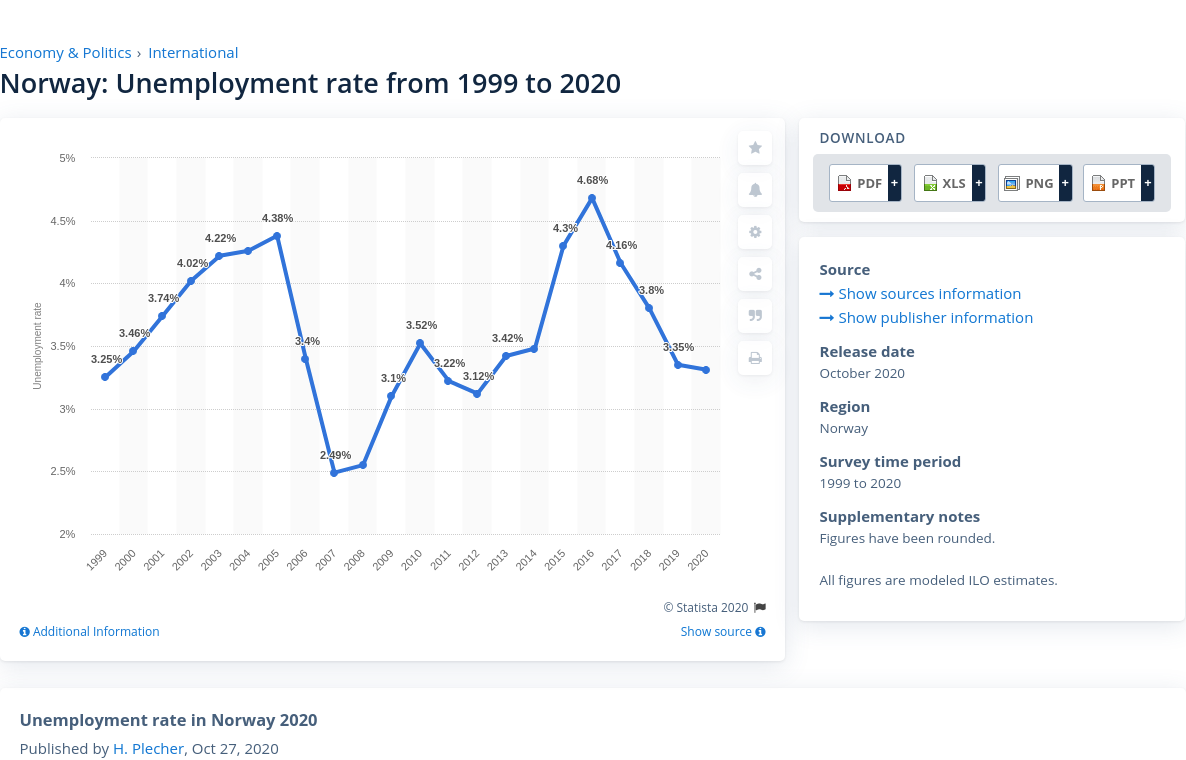 Economy & Politics › International
Norway: Unemployment rate from 1999 to 2020
5%
4.5%
4%
3.5%
3%
2.5%
2%
Unemployment rate
3.25%
3.46%
3.74%
4.02%
4.22%
4.38%
3.4%
2.49%
3.1%
3.52%
3.22%
3.12%
3.42%
4.3%
4.68%
4.16%
3.8%
3.35%
1999
2000
2001
2002
2003
2004
2005
2006
2007
2008
2009
2010
2011
2012
2013
2014
2015
2016
2017
2018
2019
2020
© Statista 2020
Additional Information
Show source
DOWNLOAD
PDF +
XLS +
PNG +
PPT +
Source
Show sources information
Show publisher information
Release date
October 2020
Region
Norway
Survey time period
1999 to 2020
Supplementary notes
Figures have been rounded.
All figures are modeled ILO estimates.
Unemployment rate in Norway 2020
Published by H. Plecher, Oct 27, 2020